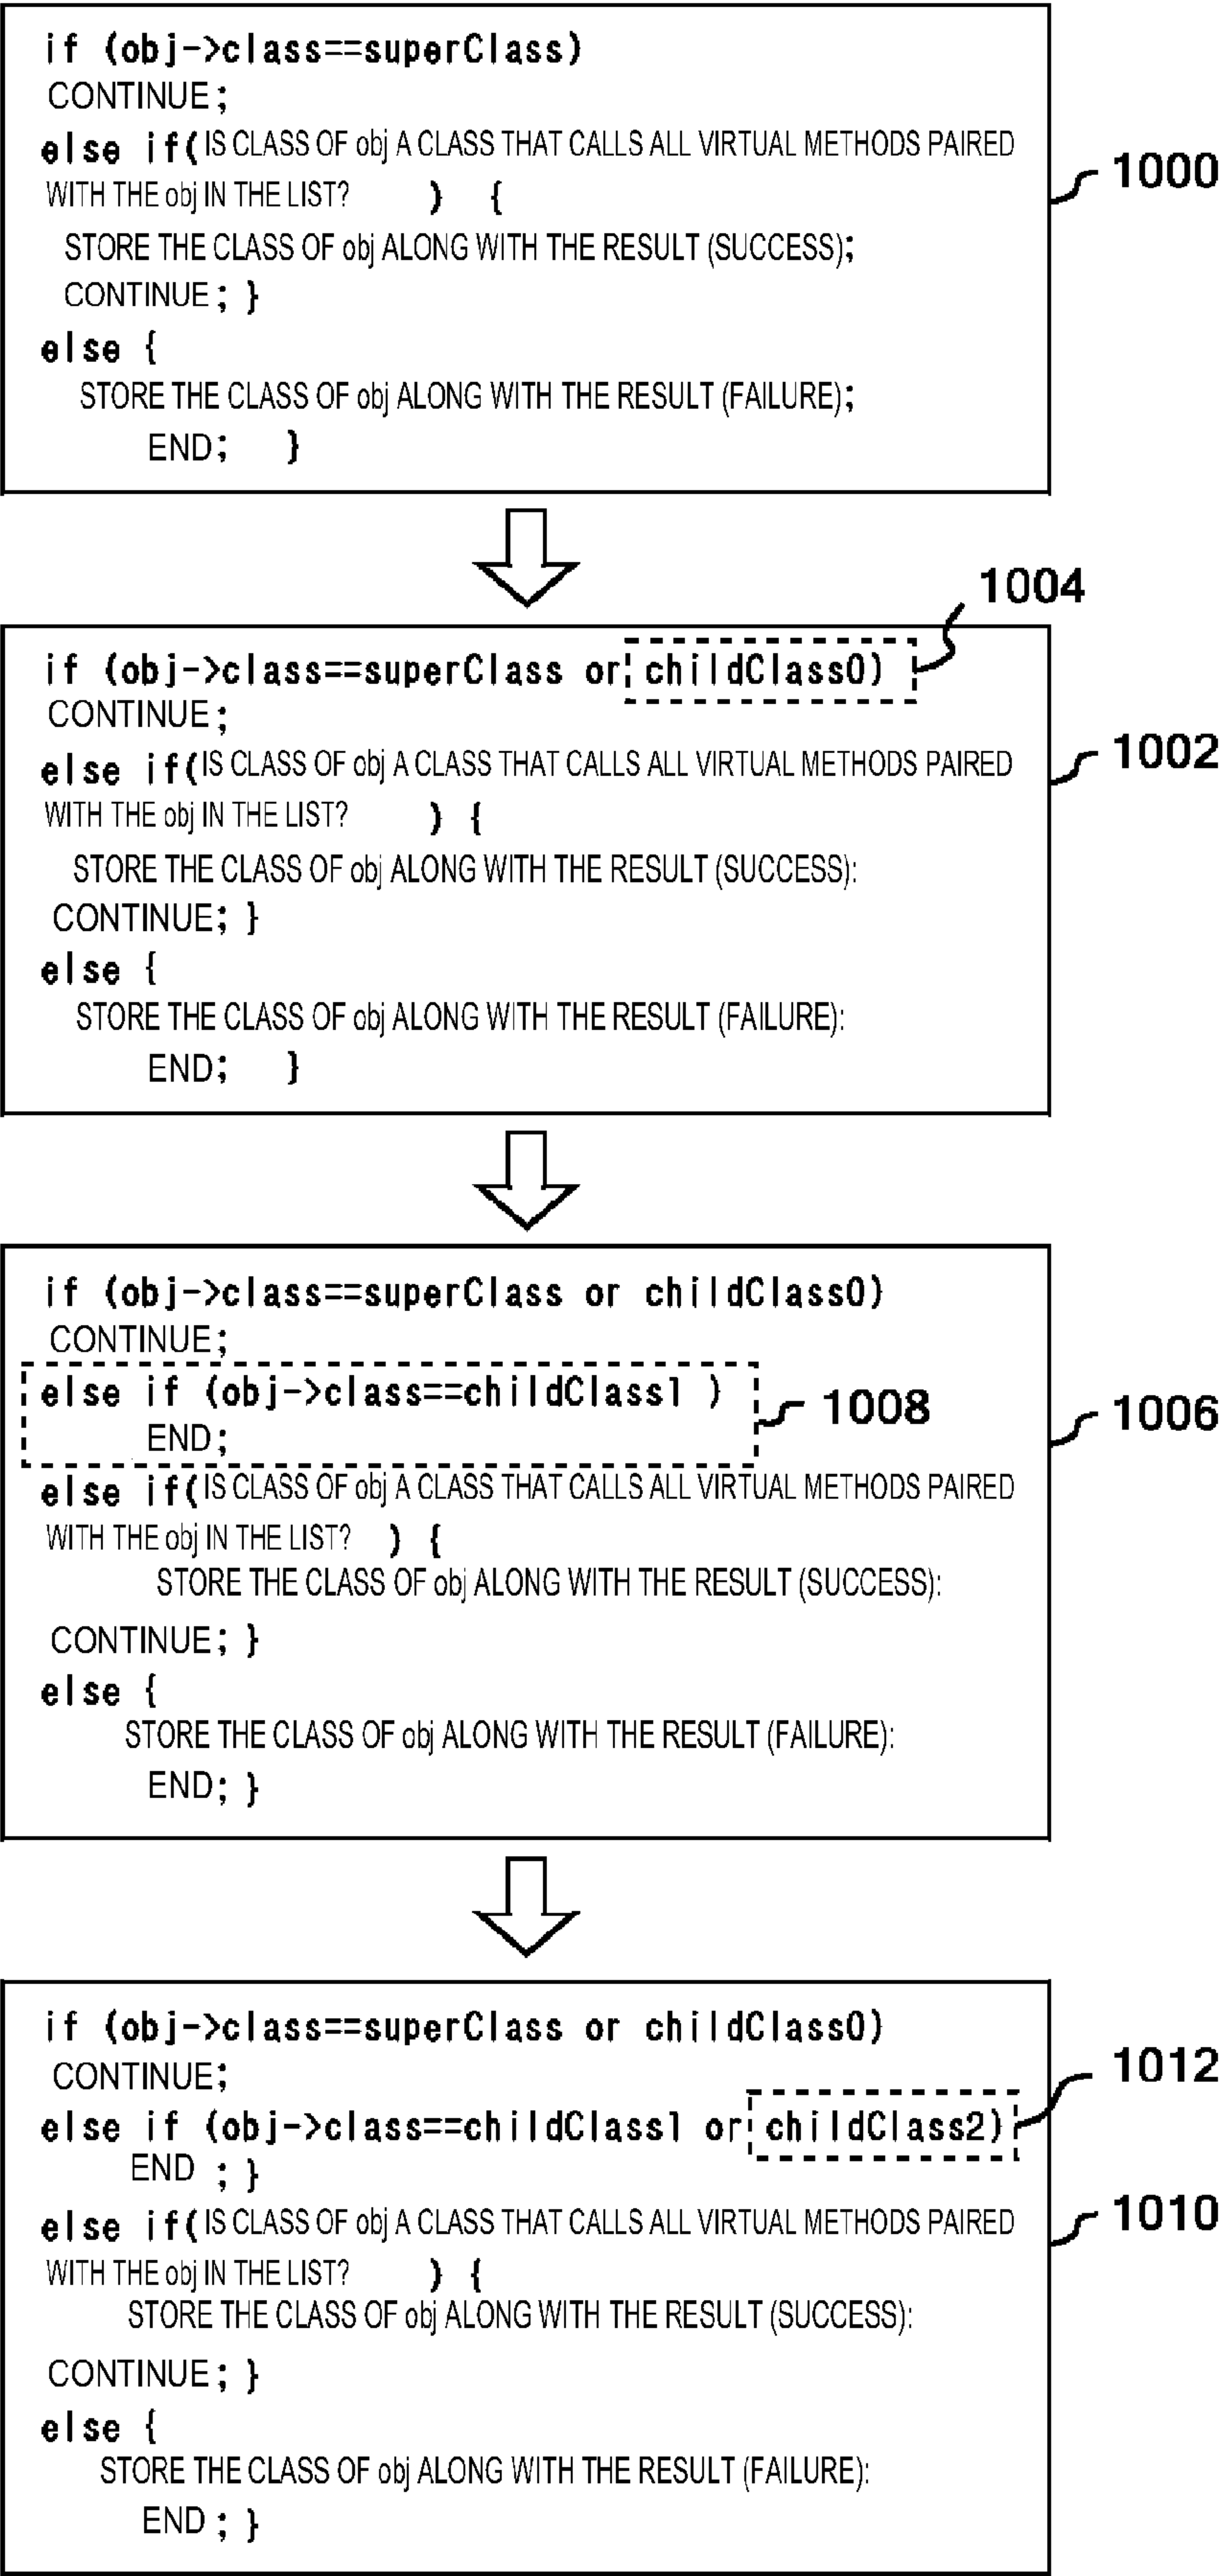 if (obj->class==superClass)
CONTINUE;
else if(IS CLASS OF obj A CLASS THAT CALLS ALL VIRTUAL METHODS PAIRED
WITH THE obj IN THE LIST? ) {
STORE THE CLASS OF obj ALONG WITH THE RESULT (SUCCESS);
CONTINUE; }
else {
STORE THE CLASS OF obj ALONG WITH THE RESULT (FAILURE);
END; }
1000
1004
if (obj->class==superClass or childClass0)
CONTINUE;
else if(IS CLASS OF obj A CLASS THAT CALLS ALL VIRTUAL METHODS PAIRED
WITH THE obj IN THE LIST? ) {
STORE THE CLASS OF obj ALONG WITH THE RESULT (SUCCESS):
CONTINUE; }
else {
STORE THE CLASS OF obj ALONG WITH THE RESULT (FAILURE):
END; }
1002
if (obj->class==superClass or childClass0)
CONTINUE;
else if (obj->class==childClass1 )
END;
1008
else if(IS CLASS OF obj A CLASS THAT CALLS ALL VIRTUAL METHODS PAIRED
WITH THE obj IN THE LIST? ) {
STORE THE CLASS OF obj ALONG WITH THE RESULT (SUCCESS):
CONTINUE; }
else {
STORE THE CLASS OF obj ALONG WITH THE RESULT (FAILURE):
END; }
1006
if (obj->class==superClass or childClass0)
CONTINUE;
else if (obj->class==childClass1 or childClass2)
END ; }
1012
else if(IS CLASS OF obj A CLASS THAT CALLS ALL VIRTUAL METHODS PAIRED
WITH THE obj IN THE LIST? ) {
STORE THE CLASS OF obj ALONG WITH THE RESULT (SUCCESS):
CONTINUE; }
else {
STORE THE CLASS OF obj ALONG WITH THE RESULT (FAILURE):
END ; }
1010